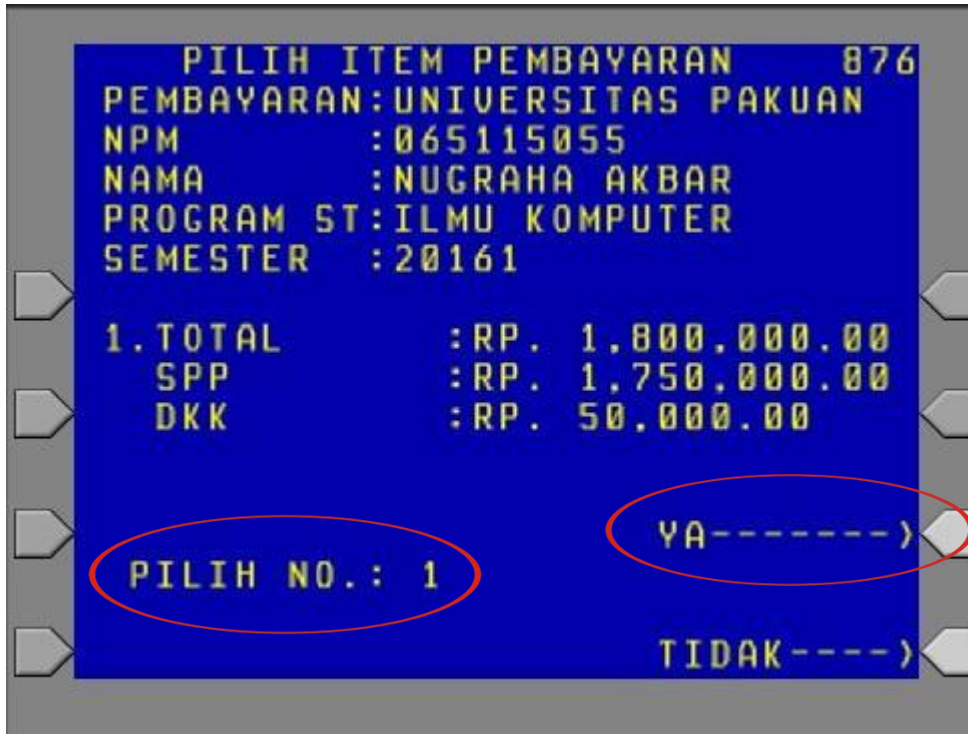 PILIH ITEM PEMBAYARAN 876
PEMBAYARAN:UNIVERSITAS PAKUAN
NPM :065115055
NAMA :NUGRAHA AKBAR
PROGRAM ST:ILMU KOMPUTER
SEMESTER :20161
1.TOTAL :RP. 1,800,000.00
SPP :RP. 1,750,000.00
DKK :RP. 50,000.00
YA-------)
PILIH NO.: 1
TIDAK----)